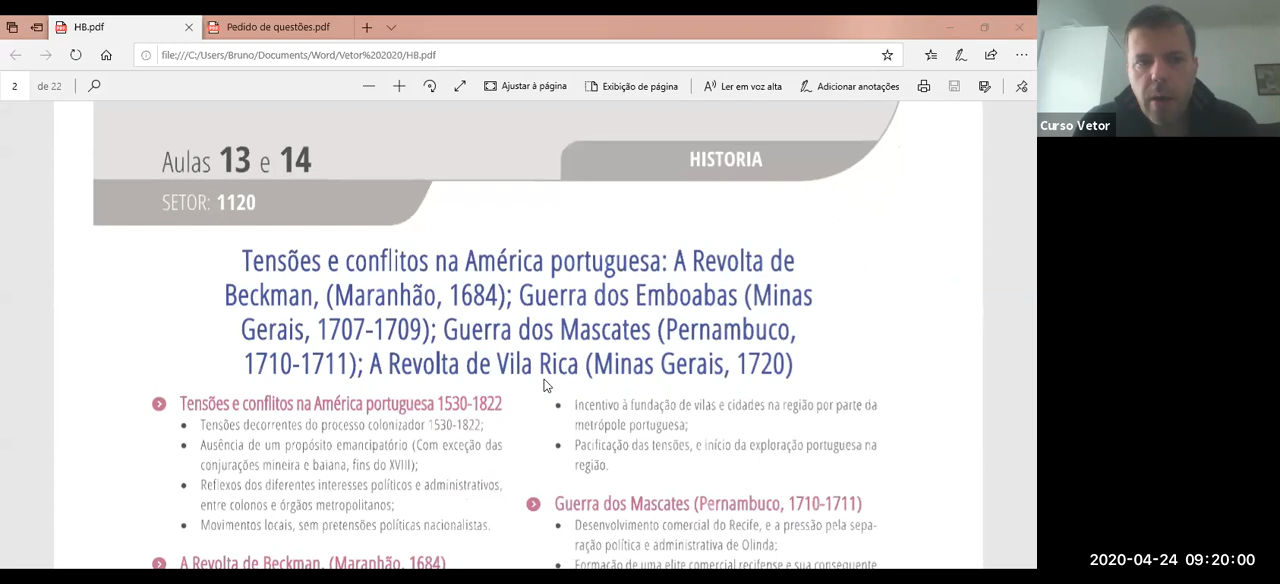 HB.pdf
Pedido de questões.pdf
file:///C:/Users/Bruno/Documents/Word/Vetor%202020/HB.pdf
2 de 22
Ajustar à página
Exibição de página
Ler em voz alta
Adicionar anotações
Curso Vetor
Aulas 13 e 14
HISTORIA
SETOR: 1120
Tensões e conflitos na América portuguesa: A Revolta de
Beckman, (Maranhão, 1684); Guerra dos Emboabas (Minas
Gerais, 1707-1709); Guerra dos Mascates (Pernambuco,
1710-1711); A Revolta de Vila Rica (Minas Gerais, 1720)
Tensões e conflitos na América portuguesa 1530-1822
Tensões decorrentes do processo colonizador 1530-1822;
Ausência de um propósito emancipatório (Com exceção das
conjurações mineira e baiana, fins do XVIII);
Reflexos dos diferentes interesses políticos e administrativos,
entre colonos e órgãos metropolitanos;
Movimentos locais, sem pretensões políticas nacionalistas.
A Revolta de Beckman, (Maranhão, 1684)
Incentivo à fundação de vilas e cidades na região por parte da
metrópole portuguesa;
Pacificação das tensões, e início da exploração portuguesa na
região.
Guerra dos Mascates (Pernambuco, 1710-1711)
Desenvolvimento comercial do Recife, e a pressão pela sepa-
ração política e administrativa de Olinda;
Formação de uma elite comercial recifense e sua consequente
2020-04-24 09:20:00